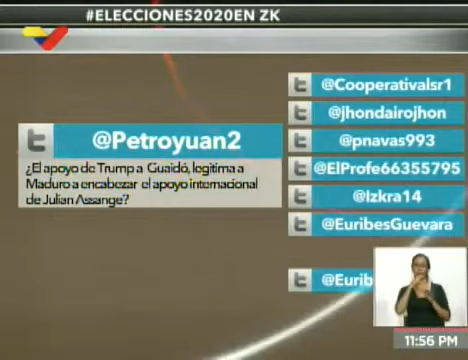 #ELECCIONES2020EN ZK
@Petroyuan2
¿El apoyo de Trump a Guaidó, legitima a
Maduro a encabezar el apoyo internacional
de Julian Assange?
@Cooperativalsr1
@jhondairojhon
@pnavas993
@ElProfe66355795
@Izkra14
@EuribesGuevara
@Eurib
11:56 PM